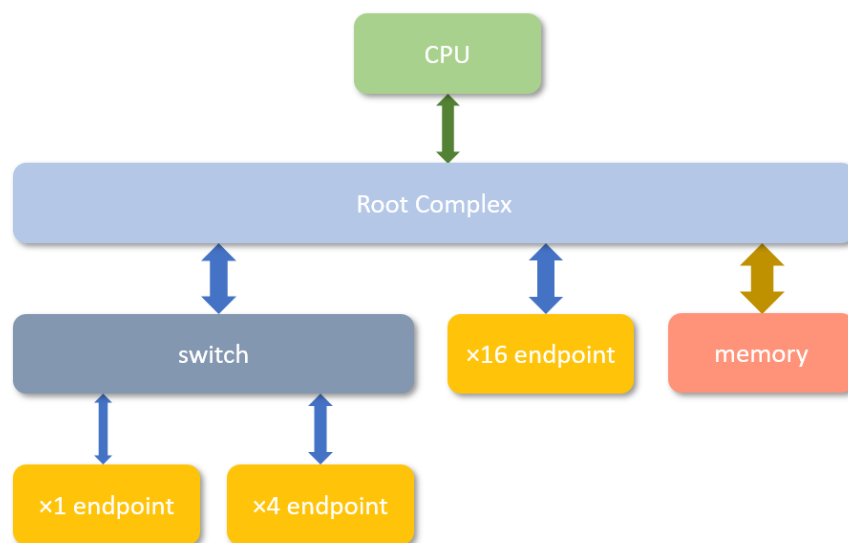 CPU
Root Complex
switch
×16 endpoint
memory
×1 endpoint
×4 endpoint